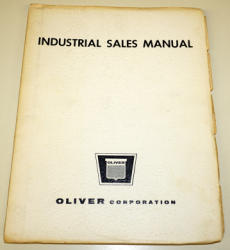 INDUSTRIAL SALES MANUAL
OLIVER
OLIVER CORPORATION